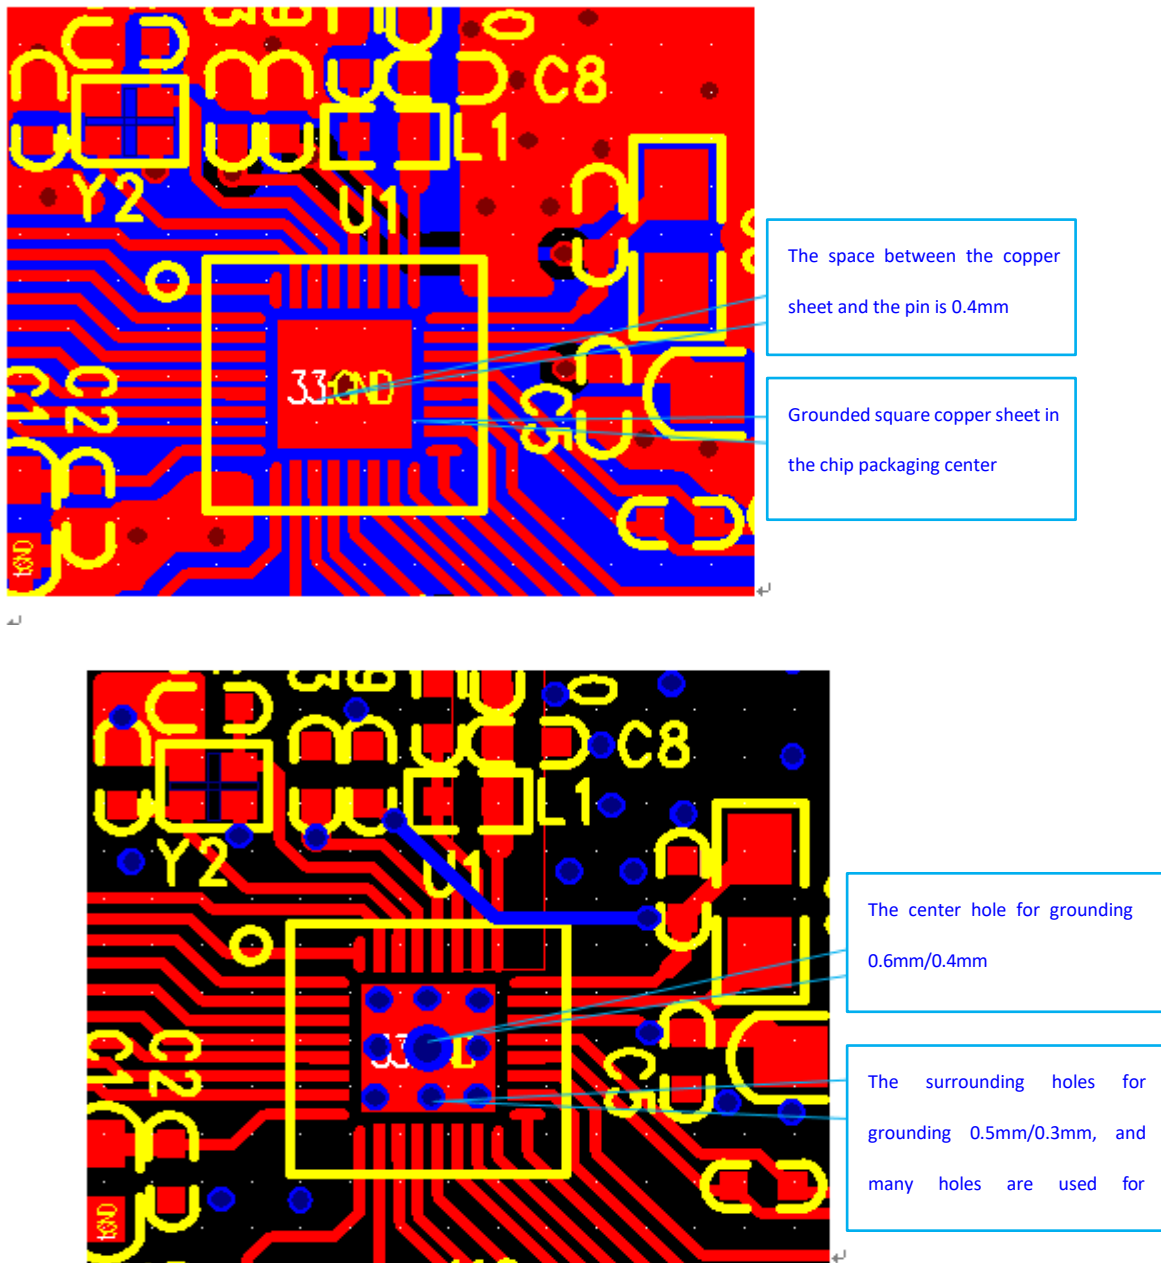 C8
L1
Y2
U1
The space between the copper
sheet and the pin is 0.4mm
33:GND
C1
C2
C5
Grounded square copper sheet in
the chip packaging center
GND
C8
L1
Y2
U1
The center hole for grounding
0.6mm/0.4mm
33
D
C1
C2
C5
The surrounding holes for
grounding 0.5mm/0.3mm, and
many holes are used for
GND